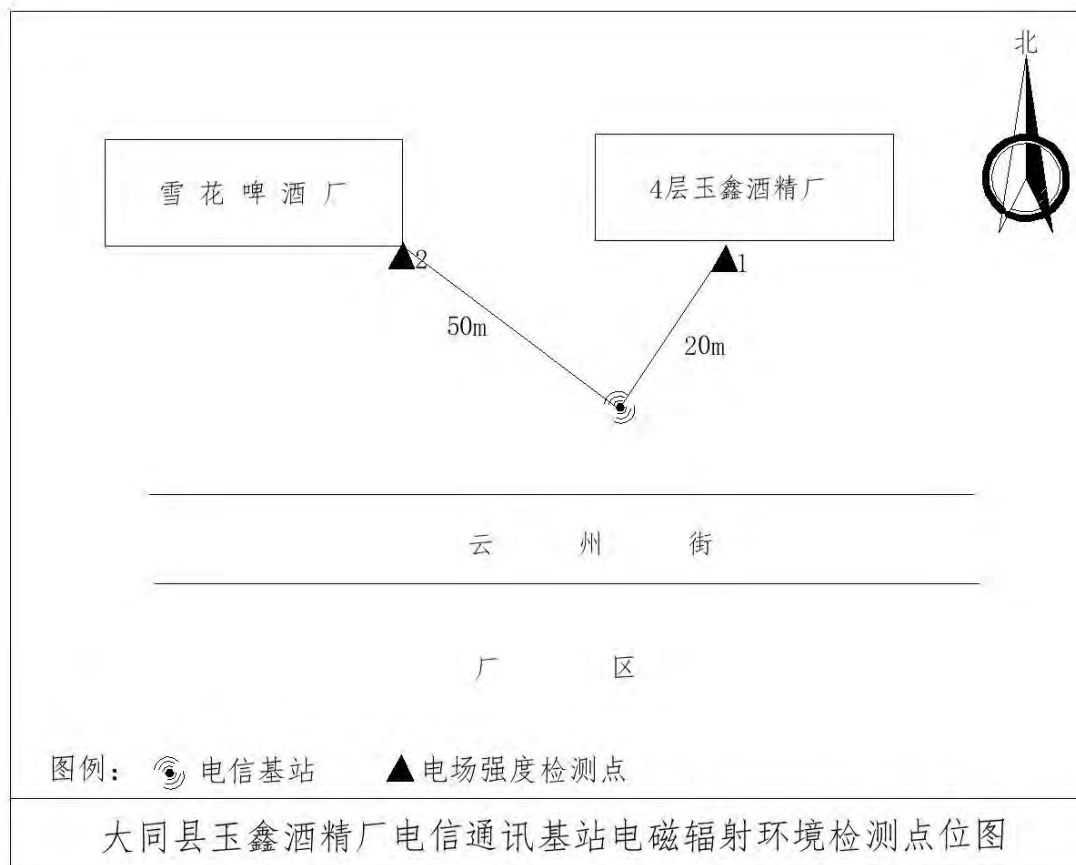 北
雪花啤酒厂
4层玉鑫酒精厂
2
1
50m
20m
云州街
厂区
图例： 电信基站 电场强度检测点
大同县玉鑫酒精厂电信通讯基站电磁辐射环境检测点位图